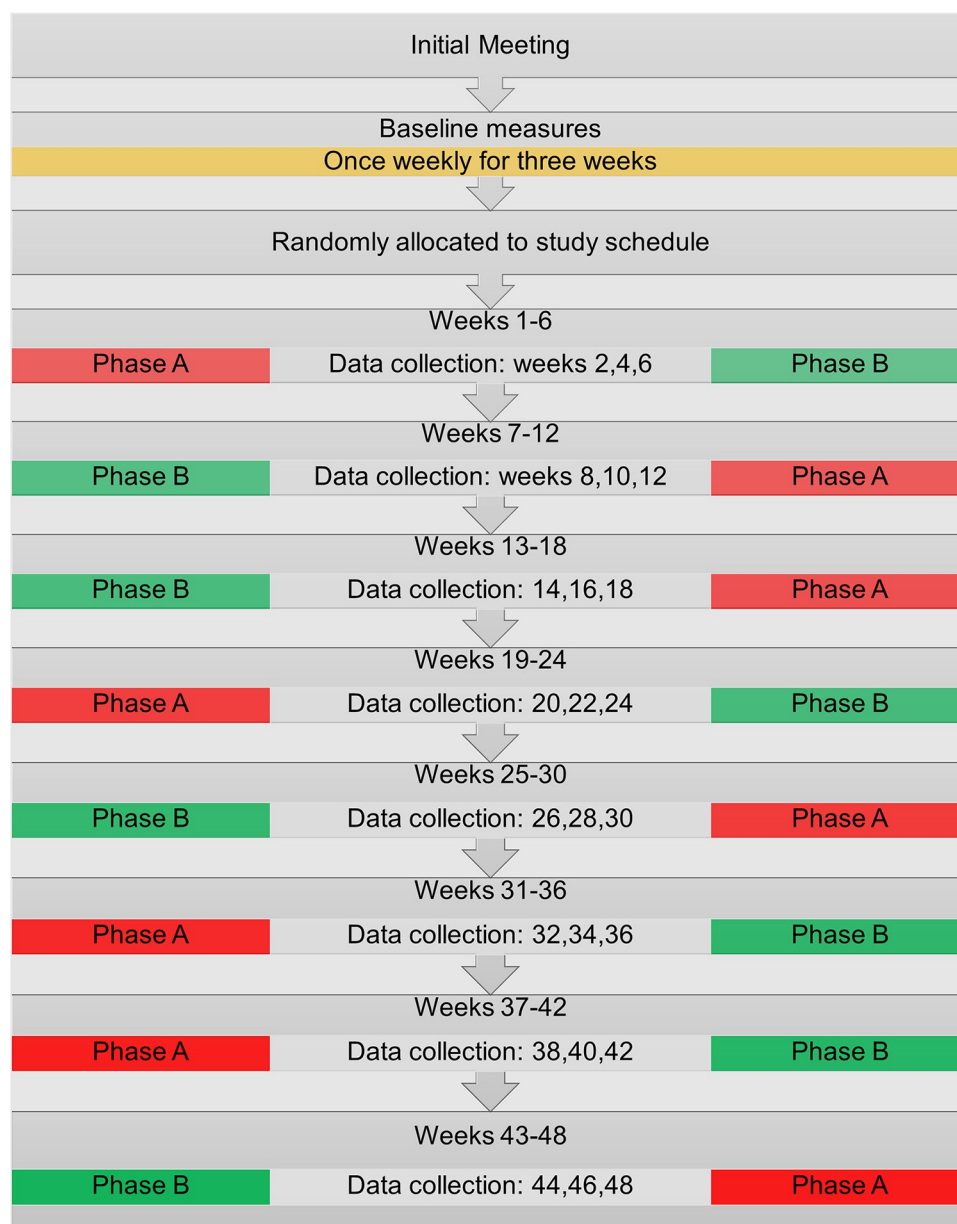 Initial Meeting
Baseline measures
Once weekly for three weeks
Randomly allocated to study schedule
Weeks 1-6
Phase A Data collection: weeks 2,4,6 Phase B
Weeks 7-12
Phase B Data collection: weeks 8,10,12 Phase A
Weeks 13-18
Phase B Data collection: 14,16,18 Phase A
Weeks 19-24
Phase A Data collection: 20,22,24 Phase B
Weeks 25-30
Phase B Data collection: 26,28,30 Phase A
Weeks 31-36
Phase A Data collection: 32,34,36 Phase B
Weeks 37-42
Phase A Data collection: 38,40,42 Phase B
Weeks 43-48
Phase B Data collection: 44,46,48 Phase A